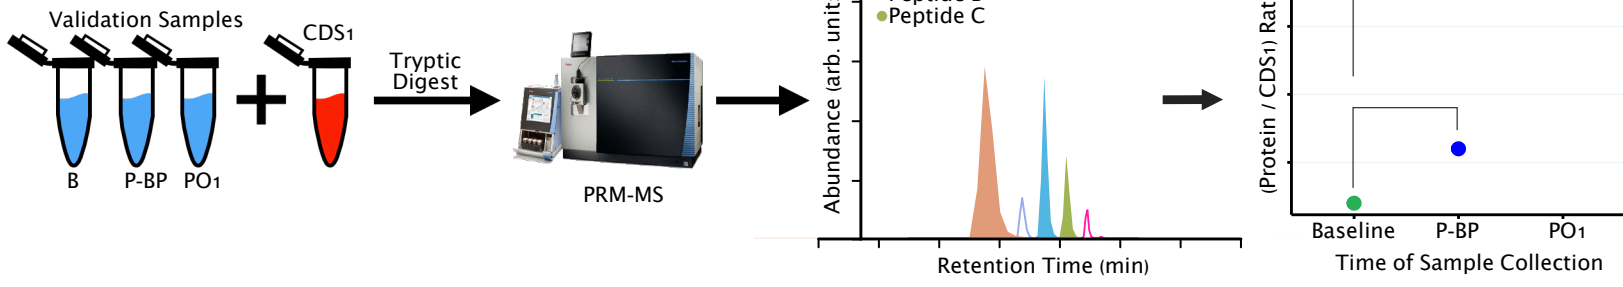 Validation Samples
CDS1
B
P-BP
PO1
Tryptic
Digest
PRM-MS
Peptide C
Abundance (arb. units
Retention Time (min)
(Protein / CDS1) Rat
Baseline
P-BP
PO1
Time of Sample Collection